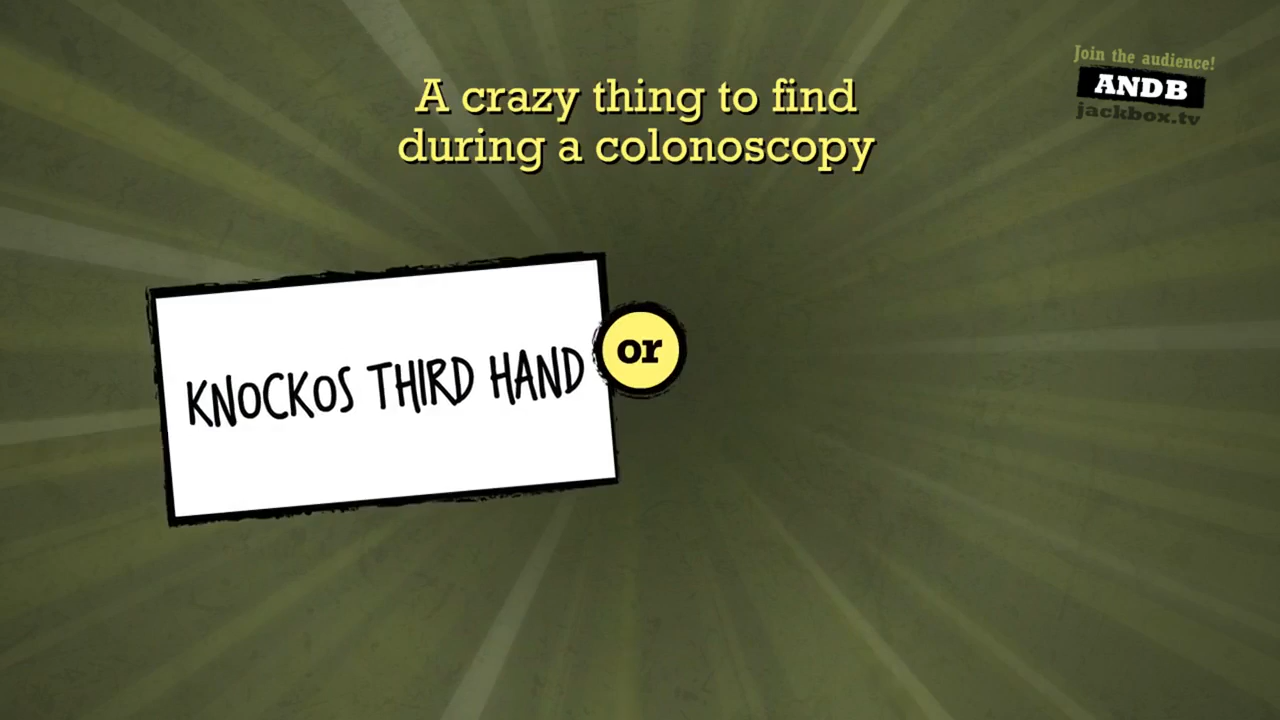 Join the audience!
ANDB
jackbox.tv
A crazy thing to find
during a colonoscopy
KNOCKOS THIRD HAND
or